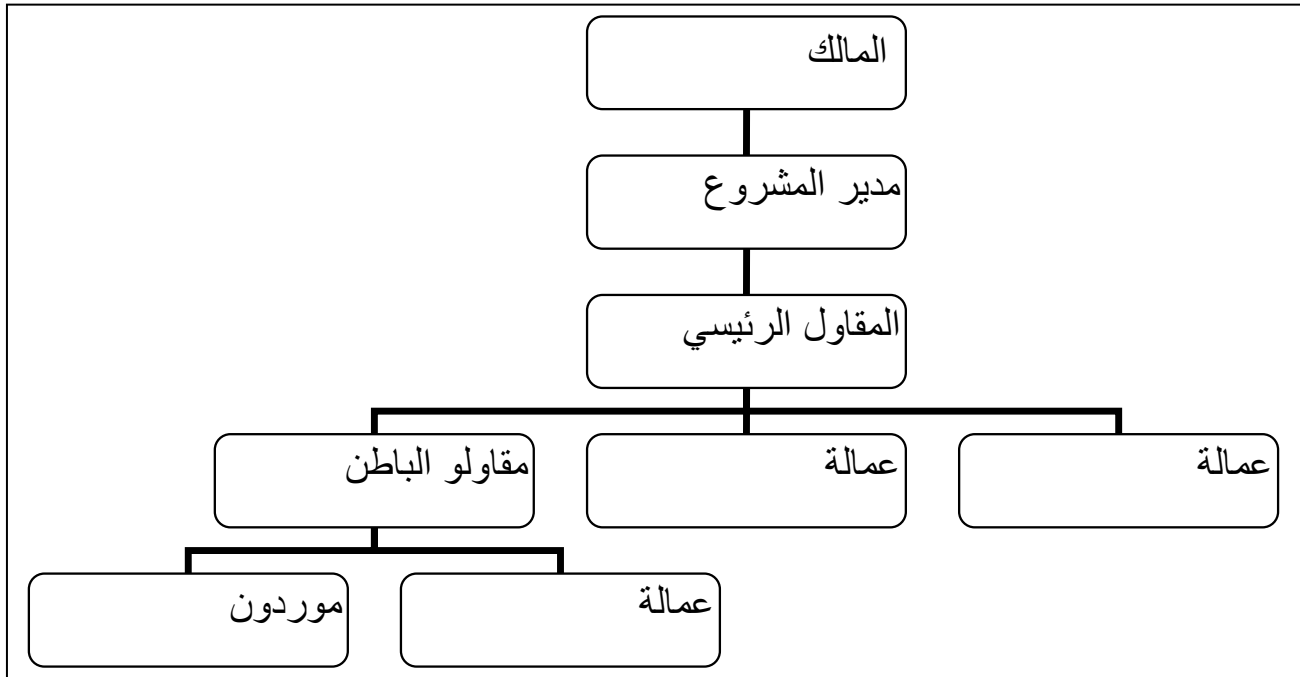 المالك
مدير المشروع
المقاول الرئيسي
عمالة
عمالة
مقاولو الباطن
عمالة
موردون